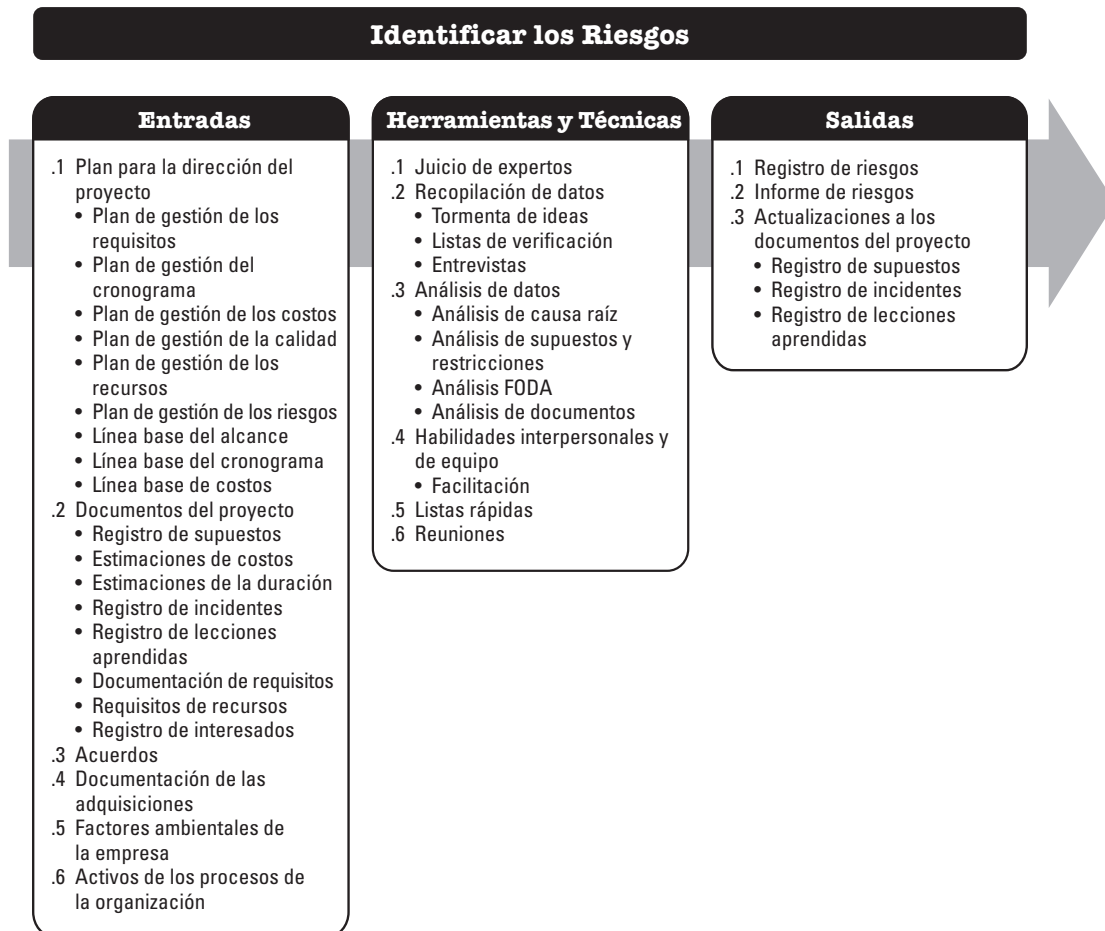 Identificar los Riesgos
Entradas
.1 Plan para la dirección del
proyecto
• Plan de gestión de los
requisitos
• Plan de gestión del
cronograma
• Plan de gestión de los costos
• Plan de gestión de la calidad
• Plan de gestión de los
recursos
• Plan de gestión de los riesgos
• Línea base del alcance
• Línea base del cronograma
• Línea base de costos
.2 Documentos del proyecto
• Registro de supuestos
• Estimaciones de costos
• Estimaciones de la duración
• Registro de incidentes
• Registro de lecciones
aprendidas
• Documentación de requisitos
• Requisitos de recursos
• Registro de interesados
.3 Acuerdos
.4 Documentación de las
adquisiciones
.5 Factores ambientales de
la empresa
.6 Activos de los procesos de
la organización
Herramientas y Técnicas
.1 Juicio de expertos
.2 Recopilación de datos
• Tormenta de ideas
• Listas de verificación
• Entrevistas
.3 Análisis de datos
• Análisis de causa raíz
• Análisis de supuestos y
restricciones
• Análisis FODA
• Análisis de documentos
.4 Habilidades interpersonales y
de equipo
• Facilitación
.5 Listas rápidas
.6 Reuniones
Salidas
.1 Registro de riesgos
.2 Informe de riesgos
.3 Actualizaciones a los
documentos del proyecto
• Registro de supuestos
• Registro de incidentes
• Registro de lecciones
aprendidas